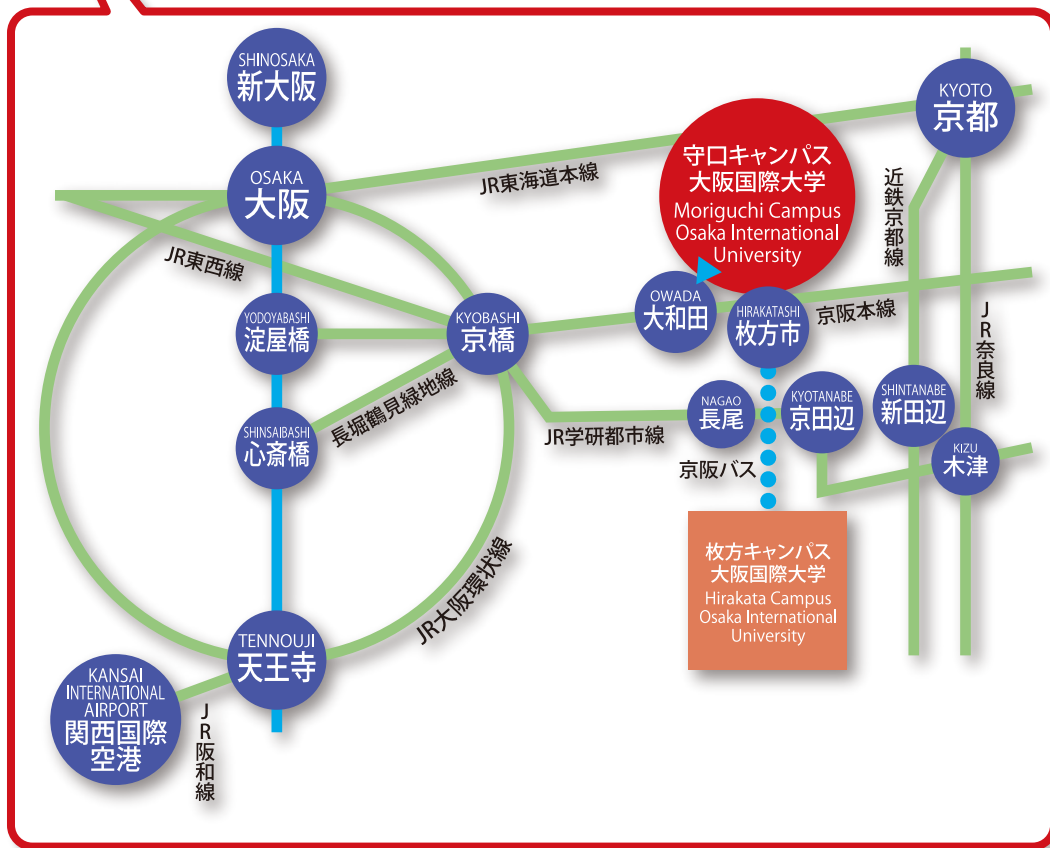 SHINOSAKA
新大阪
KYOTO
京都
守口キャンパス
大阪国際大学
Moriguchi Campus
Osaka International
University
OSAKA
大阪
JR東海道本線
近鉄京都線
JR東西線
OWADA
大和田
HIRAKATASHI
枚方市
京阪本線
JR奈良線
YODOYABASHI
淀屋橋
KYOBASHI
京橋
長堀鶴見緑地線
SHINSAIBASHI
心斎橋
JR学研都市線
NAGAO
長尾
KYOTANABE
京田辺
SHINTANABE
新田辺
KIZU
木津
京阪バス
枚方キャンパス
大阪国際大学
Hirakata Campus
Osaka International
University
JR大阪環状線
TENNOUJI
天王寺
KANSAI
INTERNATIONAL
AIRPORT
関西国際
空港
JR阪和線